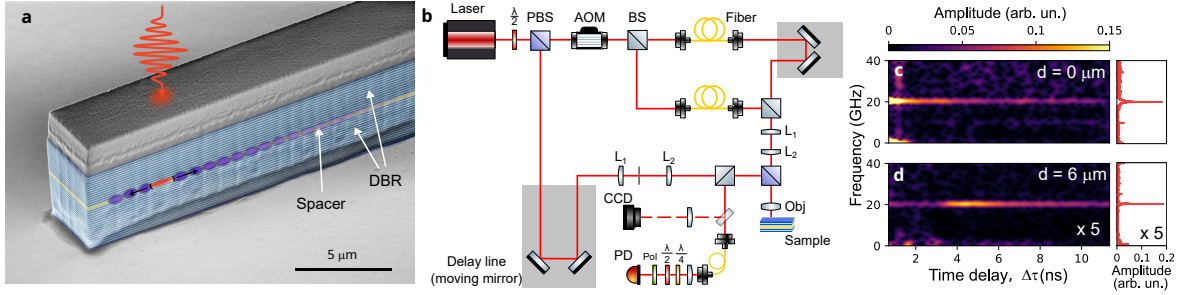 a
DBR
Spacer
5 μm
b
Laser
λ/2
PBS
AOM
BS
Fiber
L1
L2
L1
L2
CCD
Obj
Sample
Delay line
(moving mirror)
PD
Pol
λ/2
λ/4
Amplitude (arb. un.)
0
0.05
0.10
0.15
c
d = 0 μm
40
20
0
d
d = 6 μm
x 5
40
20
0
Frequency (GHz)
2
4
6
8
10
Time delay, Δτ(ns)
x 5
0.0
0.2
Amplitude
(arb. un.)